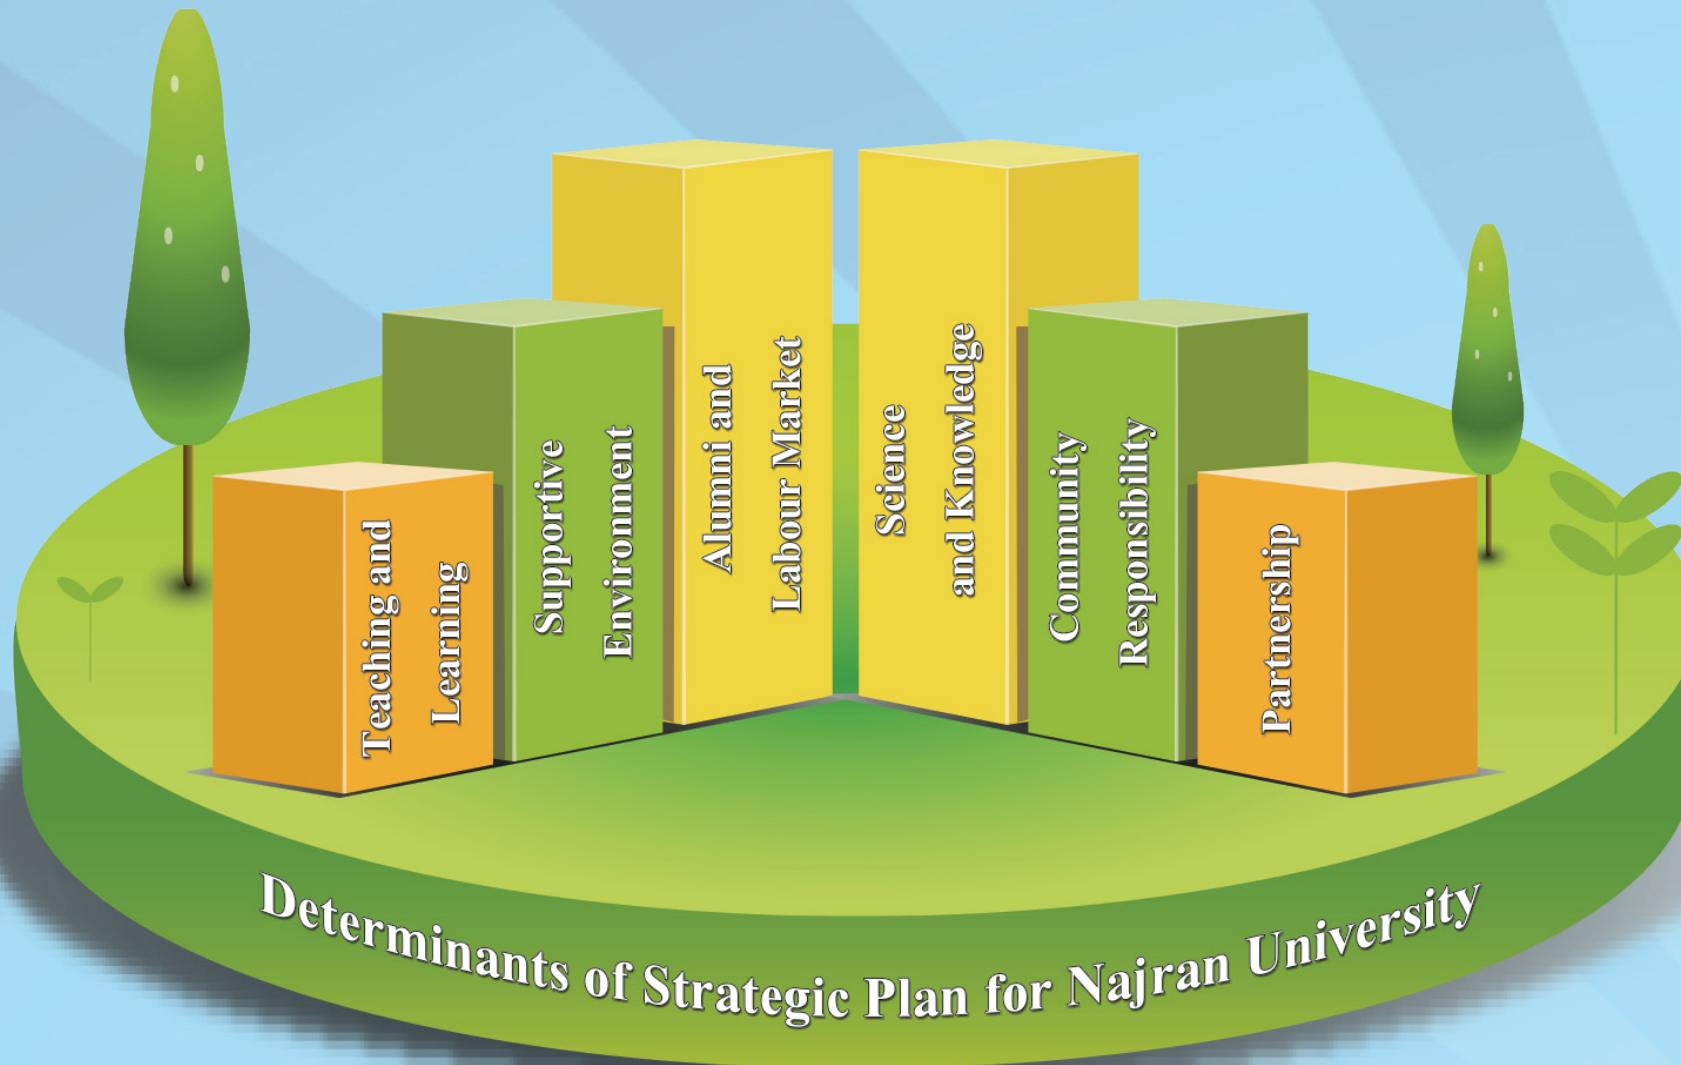 Teaching and
Learning
Supportive
Environment
Alumni and
Labour Market
Science
and Knowledge
Community
Responsibility
Partnership
Determinants of Strategic Plan for Najran University